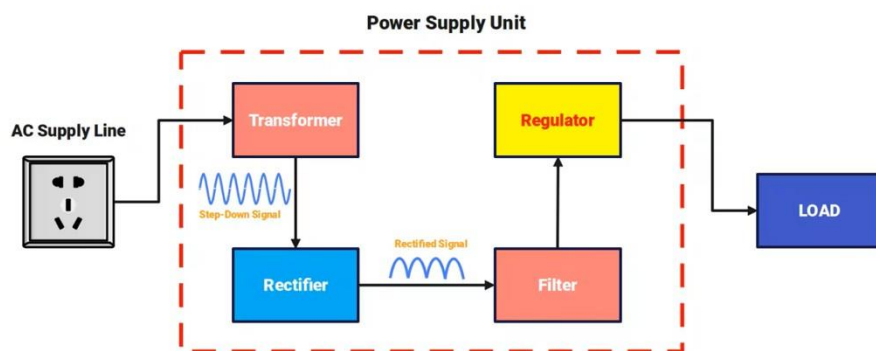 Power Supply Unit
AC Supply Line
Transformer
Regulator
Step-Down Signal
LOAD
Rectified Signal
Rectifier
Filter